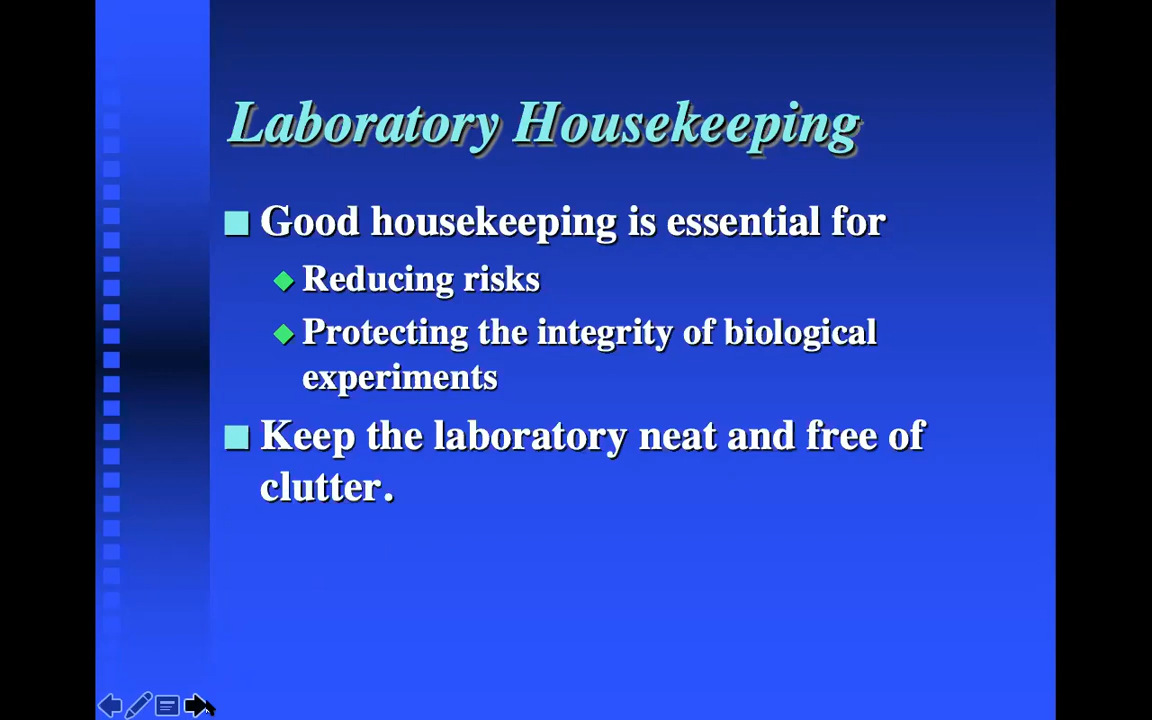 Laboratory Housekeeping
Good housekeeping is essential for
Reducing risks
Protecting the integrity of biological
experiments
Keep the laboratory neat and free of
clutter.